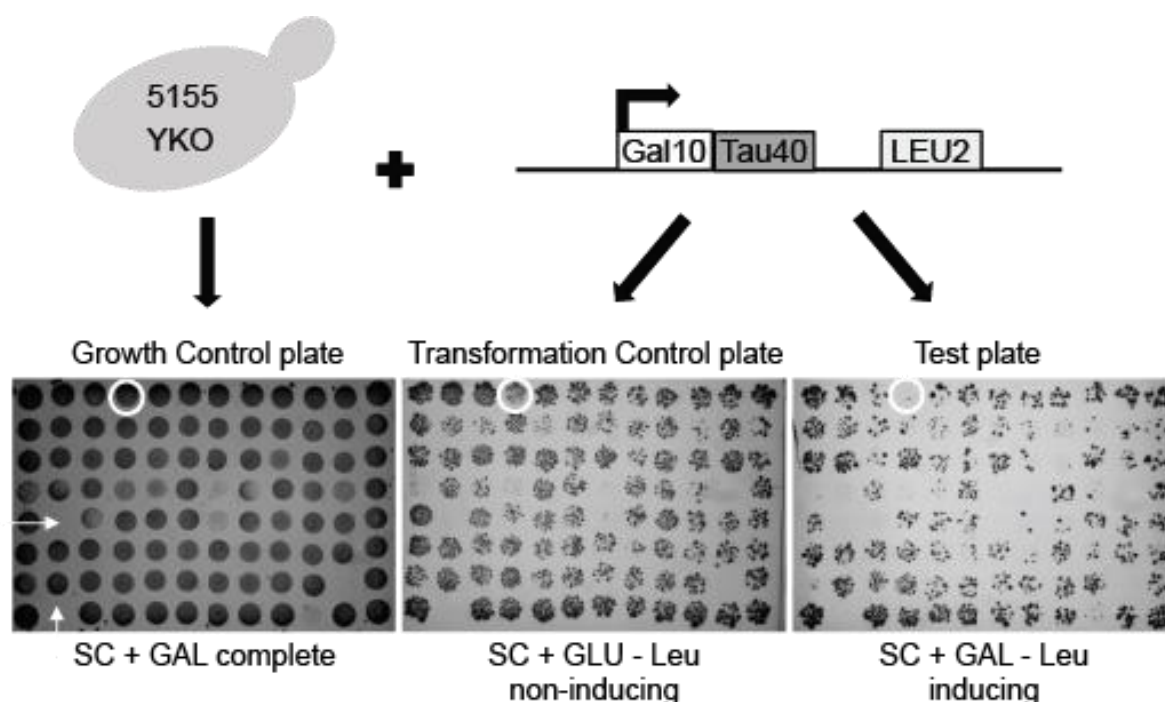 5155
YKO
Gal10 Tau40 LEU2
Growth Control plate
Transformation Control plate
Test plate
SC + GAL complete
SC + GLU - Leu
non-inducing
SC + GAL - Leu
inducing